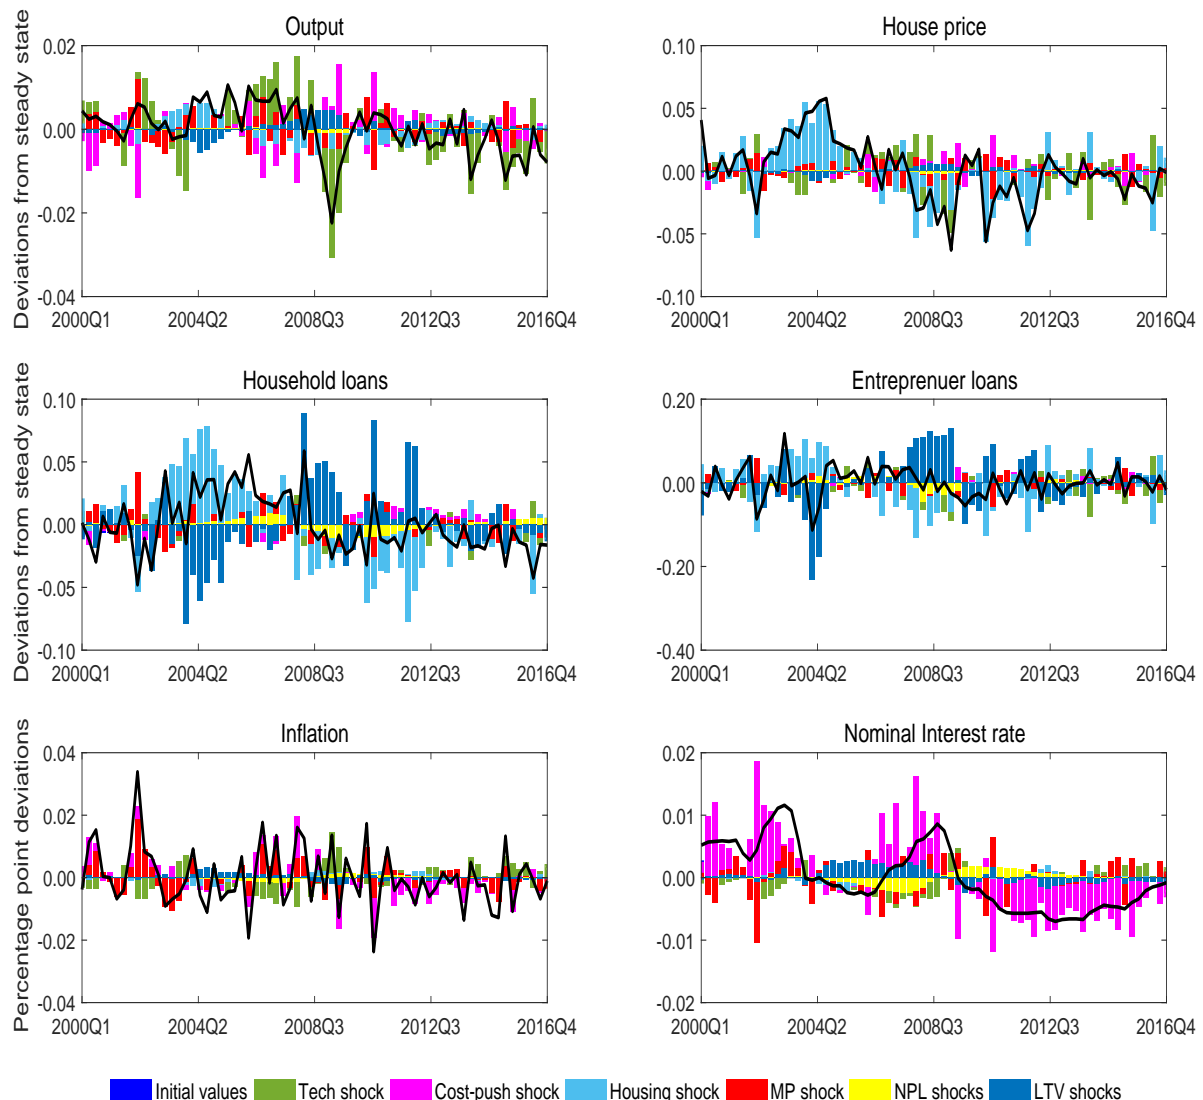 Output
House price
Deviations from steady state
0.02
0.00
-0.02
-0.04
2000Q1 2004Q2 2008Q3 2012Q3 2016Q4
0.10
0.05
0.00
-0.05
-0.10
2000Q1 2004Q2 2008Q3 2012Q3 2016Q4
Household loans
Entreprenuer loans
Deviations from steady state
0.10
0.05
0.00
-0.05
-0.10
2000Q1 2004Q2 2008Q3 2012Q3 2016Q4
0.20
0.00
-0.20
-0.40
2000Q1 2004Q2 2008Q3 2012Q3 2016Q4
Inflation
Nominal Interest rate
Percentage point deviations
0.04
0.02
0.00
-0.02
-0.04
2000Q1 2004Q2 2008Q3 2012Q3 2016Q4
0.02
0.01
0.00
-0.01
-0.02
2000Q1 2004Q2 2008Q3 2012Q3 2016Q4
Initial values Tech shock Cost-push shock Housing shock MP shock NPL shocks LTV shocks